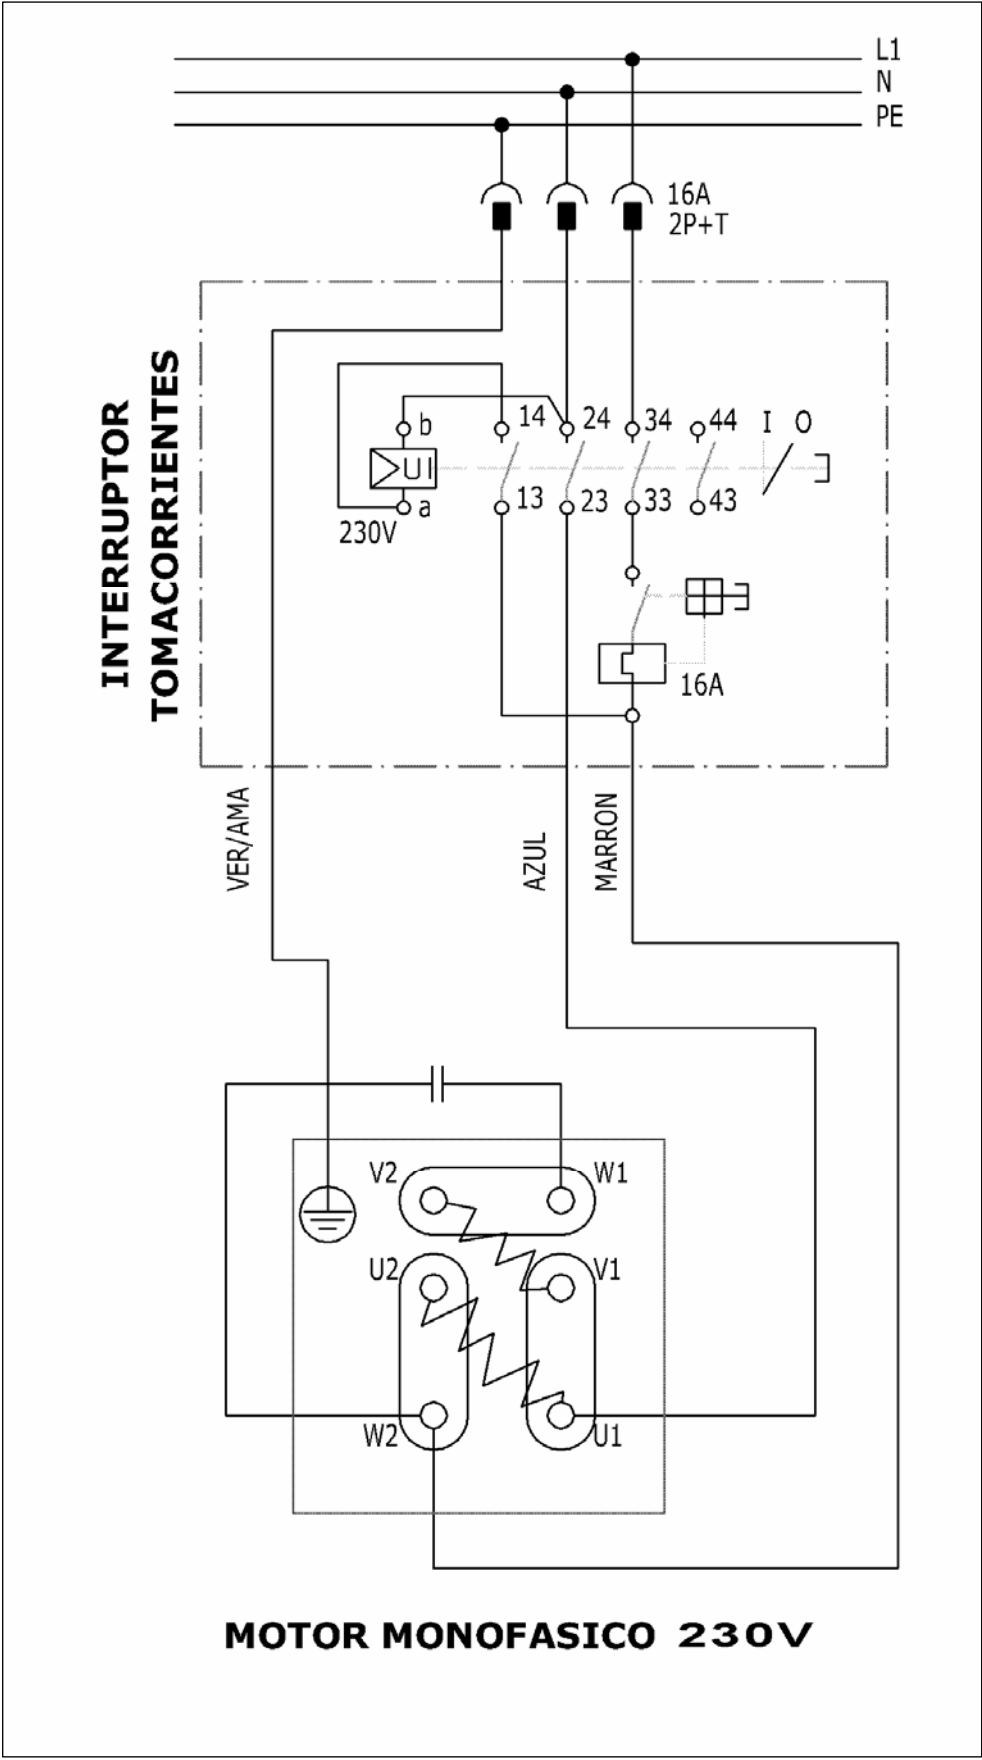 L1
N
PE
16A
2P+T
INTERRUPTOR
TOMACORRIENTES
b
14
24
34
44
I
O
UI
a
13
23
33
43
230V
16A
VER/AMA
AZUL
MARRON
V2
W1
U2
V1
W2
U1
MOTOR MONOFASICO 230V